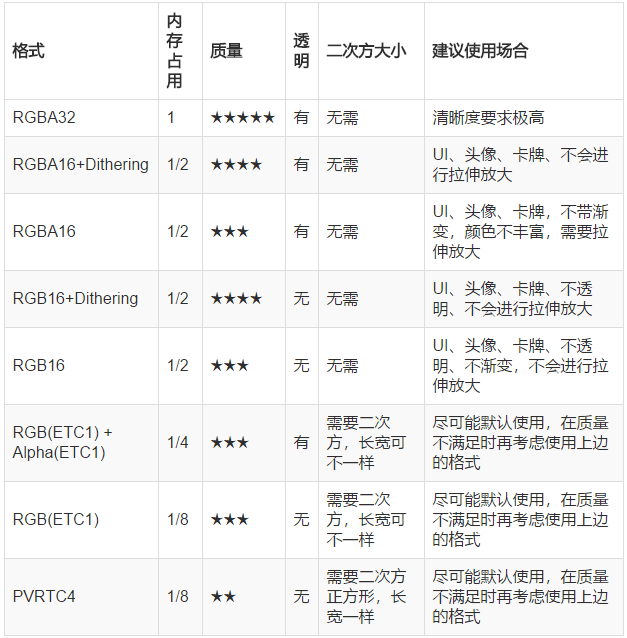 格式 内存占用 质量 透明 二次方大小 建议使用场合
RGBA32 1 ★★★★★ 有 无需 清晰度要求极高
RGBA16+Dithering 1/2 ★★★★ 有 无需 UI、头像、卡牌、不会进行拉伸放大
RGBA16 1/2 ★★★ 有 无需 UI、头像、卡牌，不带渐变，颜色不丰富，需要拉伸放大
RGB16+Dithering 1/2 ★★★★ 无 无需 UI、头像、卡牌、不透明、不会进行拉伸放大
RGB16 1/2 ★★★ 无 无需 UI、头像、卡牌、不透明、不渐变，不会进行拉伸放大
RGB(ETC1) + Alpha(ETC1) 1/4 ★★★ 有 需要二次方，长宽可不一样 尽可能默认使用，在质量不满足时再考虑使用上边的格式
RGB(ETC1) 1/8 ★★★ 无 需要二次方，长宽可不一样 尽可能默认使用，在质量不满足时再考虑使用上边的格式
PVRTC4 1/8 ★★ 无 需要二次方正方形，长宽一样 尽可能默认使用，在质量不满足时再考虑使用上边的格式